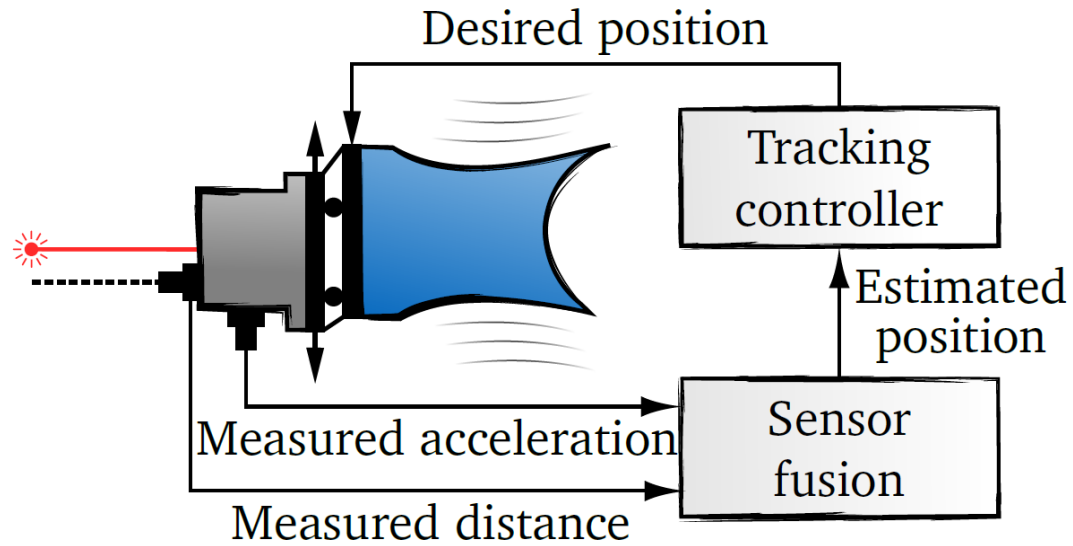 Desired position
Tracking
controller
Estimated
position
Measured acceleration
Sensor
fusion
Measured distance